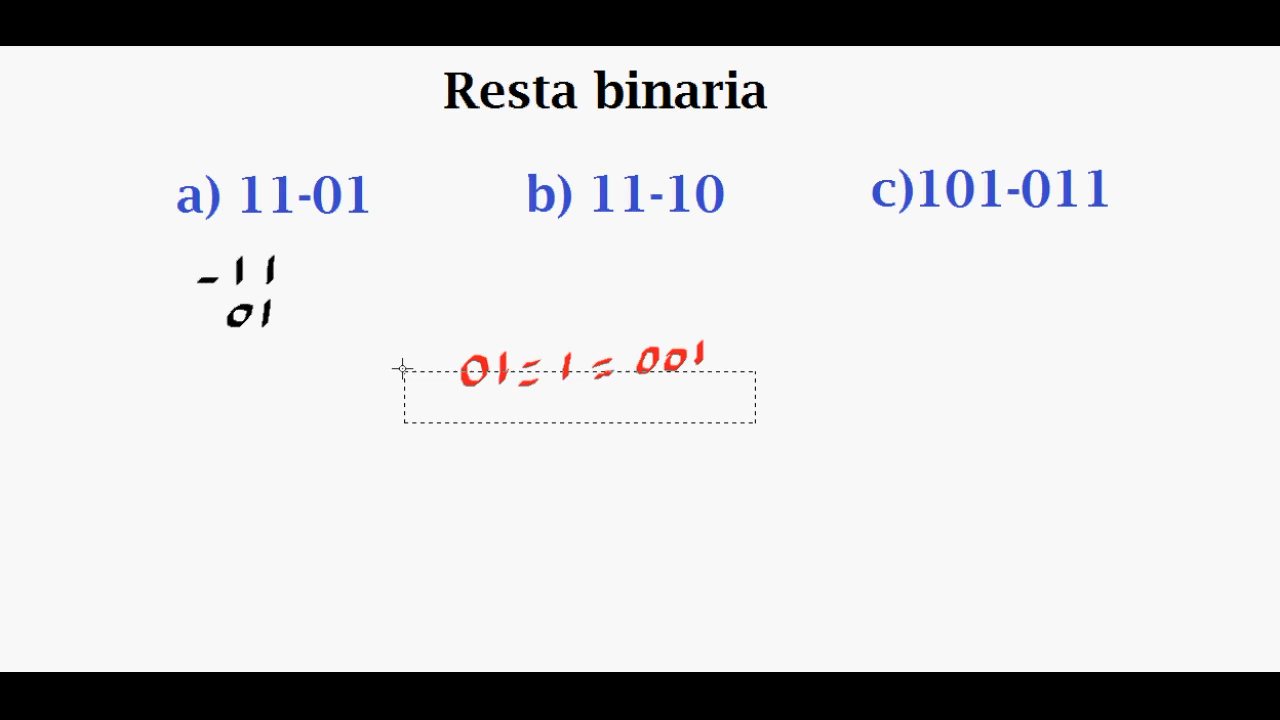 Resta binaria
a) 11-01 b) 11-10 c)101-011
- 11
01
01 = 1 = 001